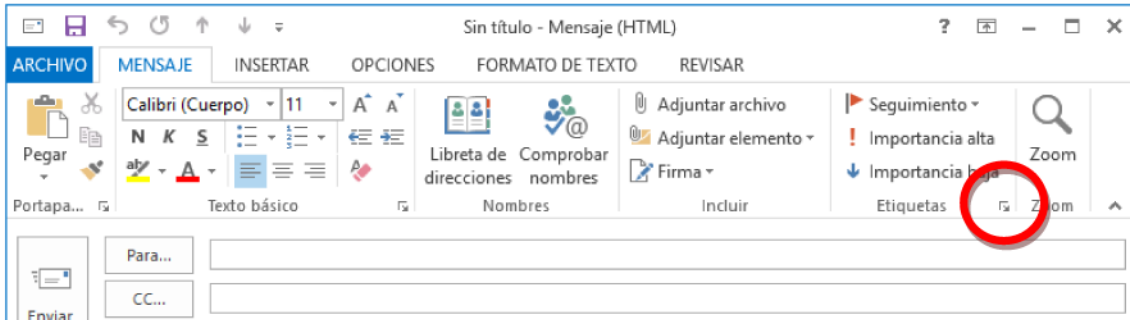 Sin título - Mensaje (HTML)
ARCHIVO MENSAJE INSERTAR OPCIONES FORMATO DE TEXTO REVISAR
Pegar
Portapa...
Calibri (Cuerpo) 11
N K S
Texto básico
Libreta de direcciones
Comprobar nombres
Nombres
Adjuntar archivo
Adjuntar elemento
Firma
Incluir
Seguimiento
Importancia alta
Importancia baja
Etiquetas
Zoom
Zoom
Enviar
Para...
CC...